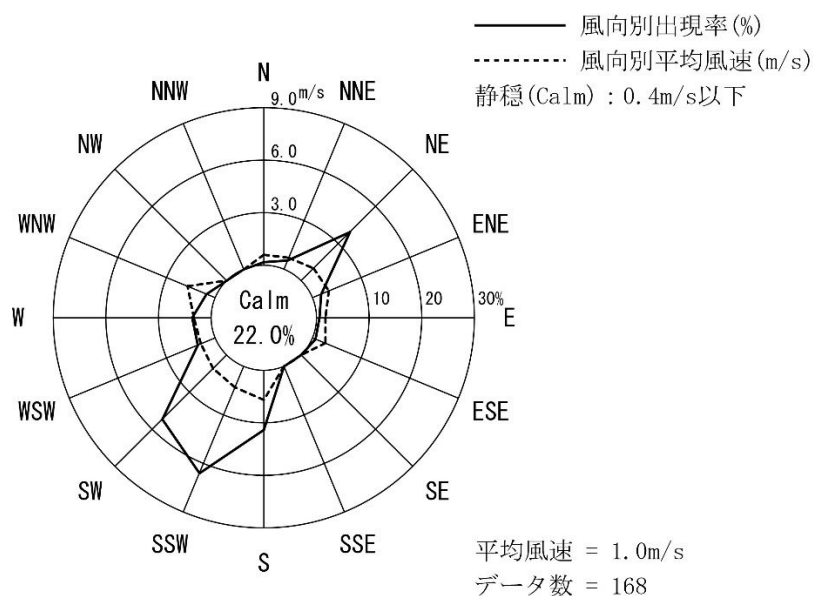 風向別出現率(%)
風向別平均風速(m/s)
静穏(Calm) : 0.4m/s以下
N
NNW
NNE
9.0m/s
NW
NE
6.0
WNW
3.0
ENE
W
Calm
22.0%
10
20
30%
E
WSW
ESE
SW
SE
SSW
SSE
S
平均風速 = 1.0m/s
データ数 = 168